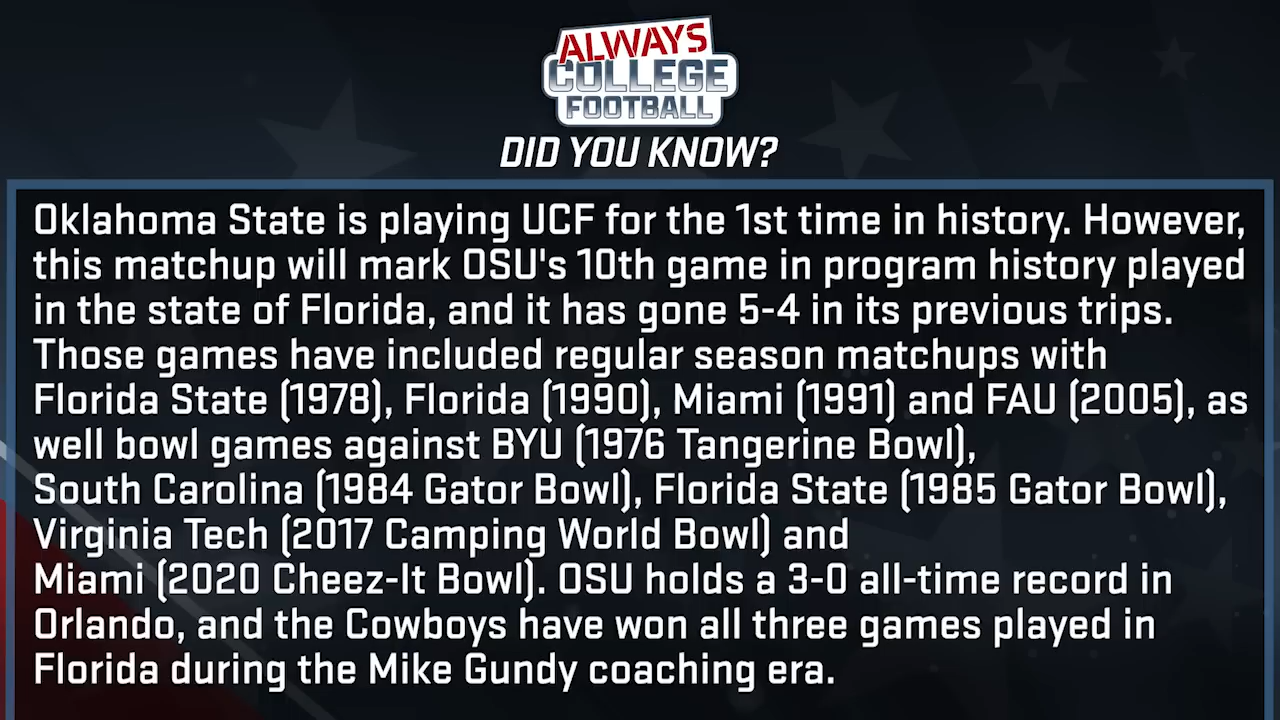 ALWAYS
COLLEGE
FOOTBALL
DID YOU KNOW?
Oklahoma State is playing UCF for the 1st time in history. However,
this matchup will mark OSU's 10th game in program history played
in the state of Florida, and it has gone 5-4 in its previous trips.
Those games have included regular season matchups with
Florida State (1978), Florida (1990), Miami (1991) and FAU (2005), as
well bowl games against BYU (1976 Tangerine Bowl),
South Carolina (1984 Gator Bowl), Florida State (1985 Gator Bowl),
Virginia Tech (2017 Camping World Bowl) and
Miami (2020 Cheez-It Bowl). OSU holds a 3-0 all-time record in
Orlando, and the Cowboys have won all three games played in
Florida during the Mike Gundy coaching era.